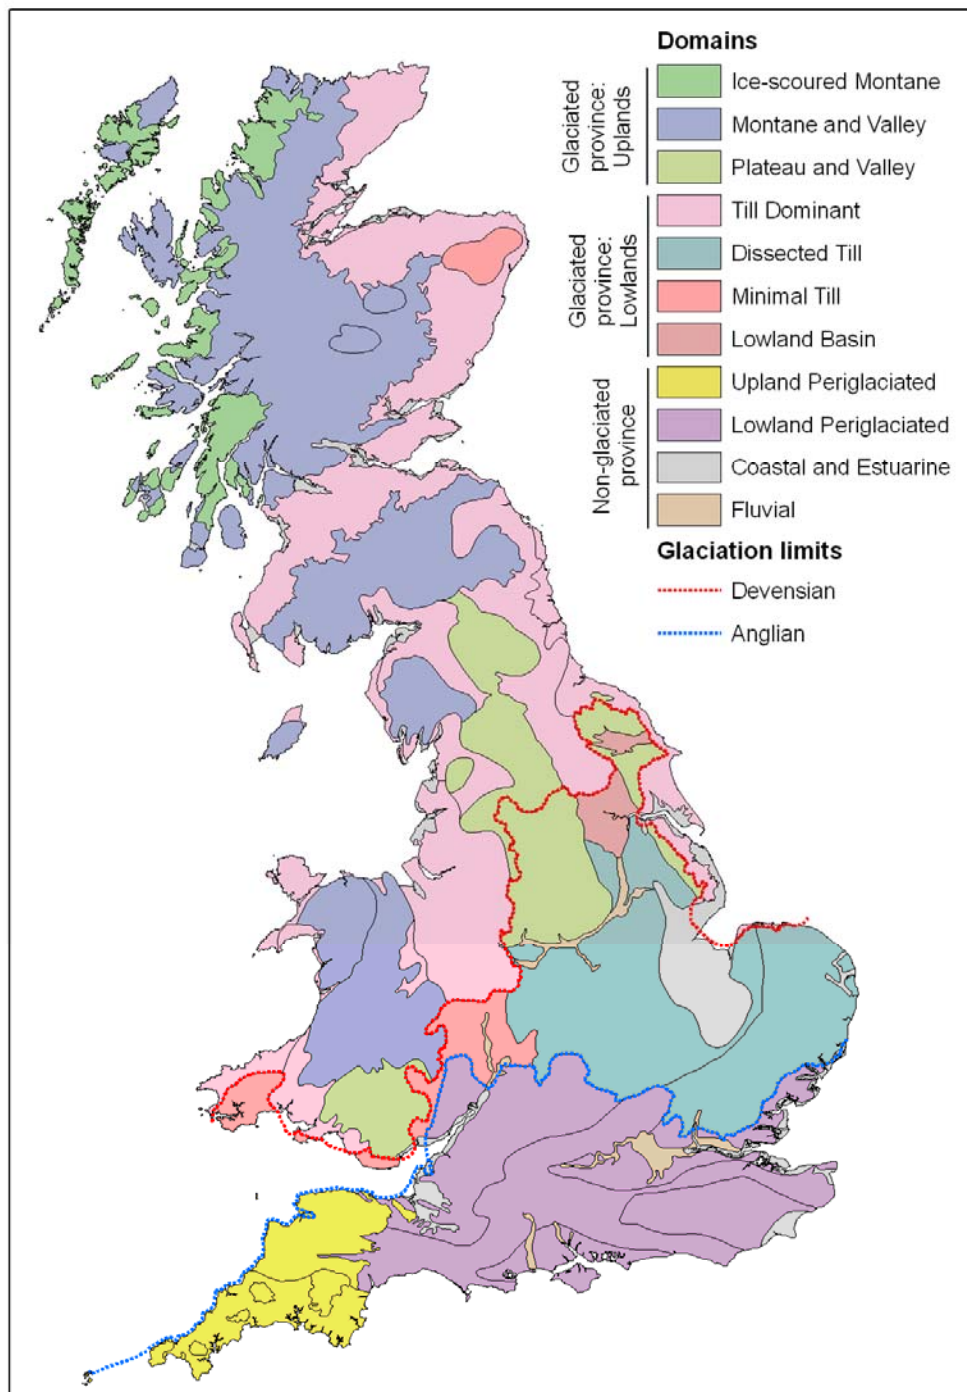 Domains
Glaciated
province:
Uplands
Ice-scoured Montane
Montane and Valley
Plateau and Valley
Glaciated
province:
Lowlands
Till Dominant
Dissected Till
Minimal Till
Lowland Basin
Non-glaciated
province
Upland Periglaciated
Lowland Periglaciated
Coastal and Estuarine
Fluvial
Glaciation limits
Devensian
Anglian